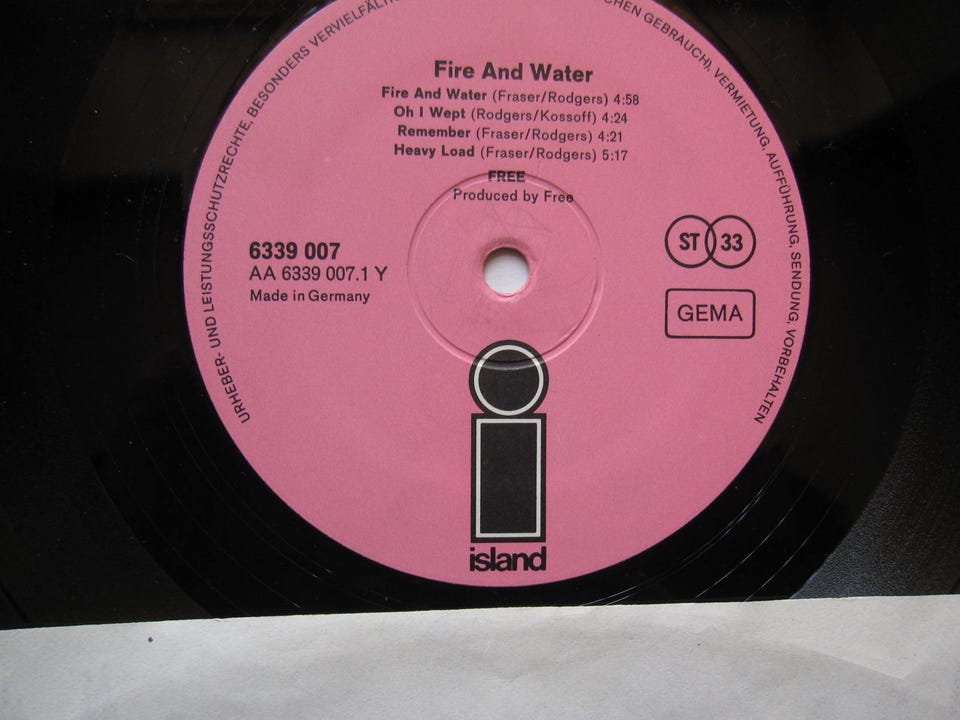 URHEBER- UND LEISTUNGSSCHUTZRECHTE, BESONDERS
CHEN GEBRAUCH), VERMIETUNG, AUFFÜHRUNG, SENDUNG, VORBEHALTEN
Fire And Water
Fire And Water (Fraser/Rodgers) 4:58
Oh I Wept (Rodgers/Kossoff) 4:24
Remember (Fraser/Rodgers) 4:21
Heavy Load (Fraser/Rodgers) 5:17
FREE
Produced by Free
6339 007
AA 6339 007.1 Y
Made in Germany
ST 33
GEMA
island